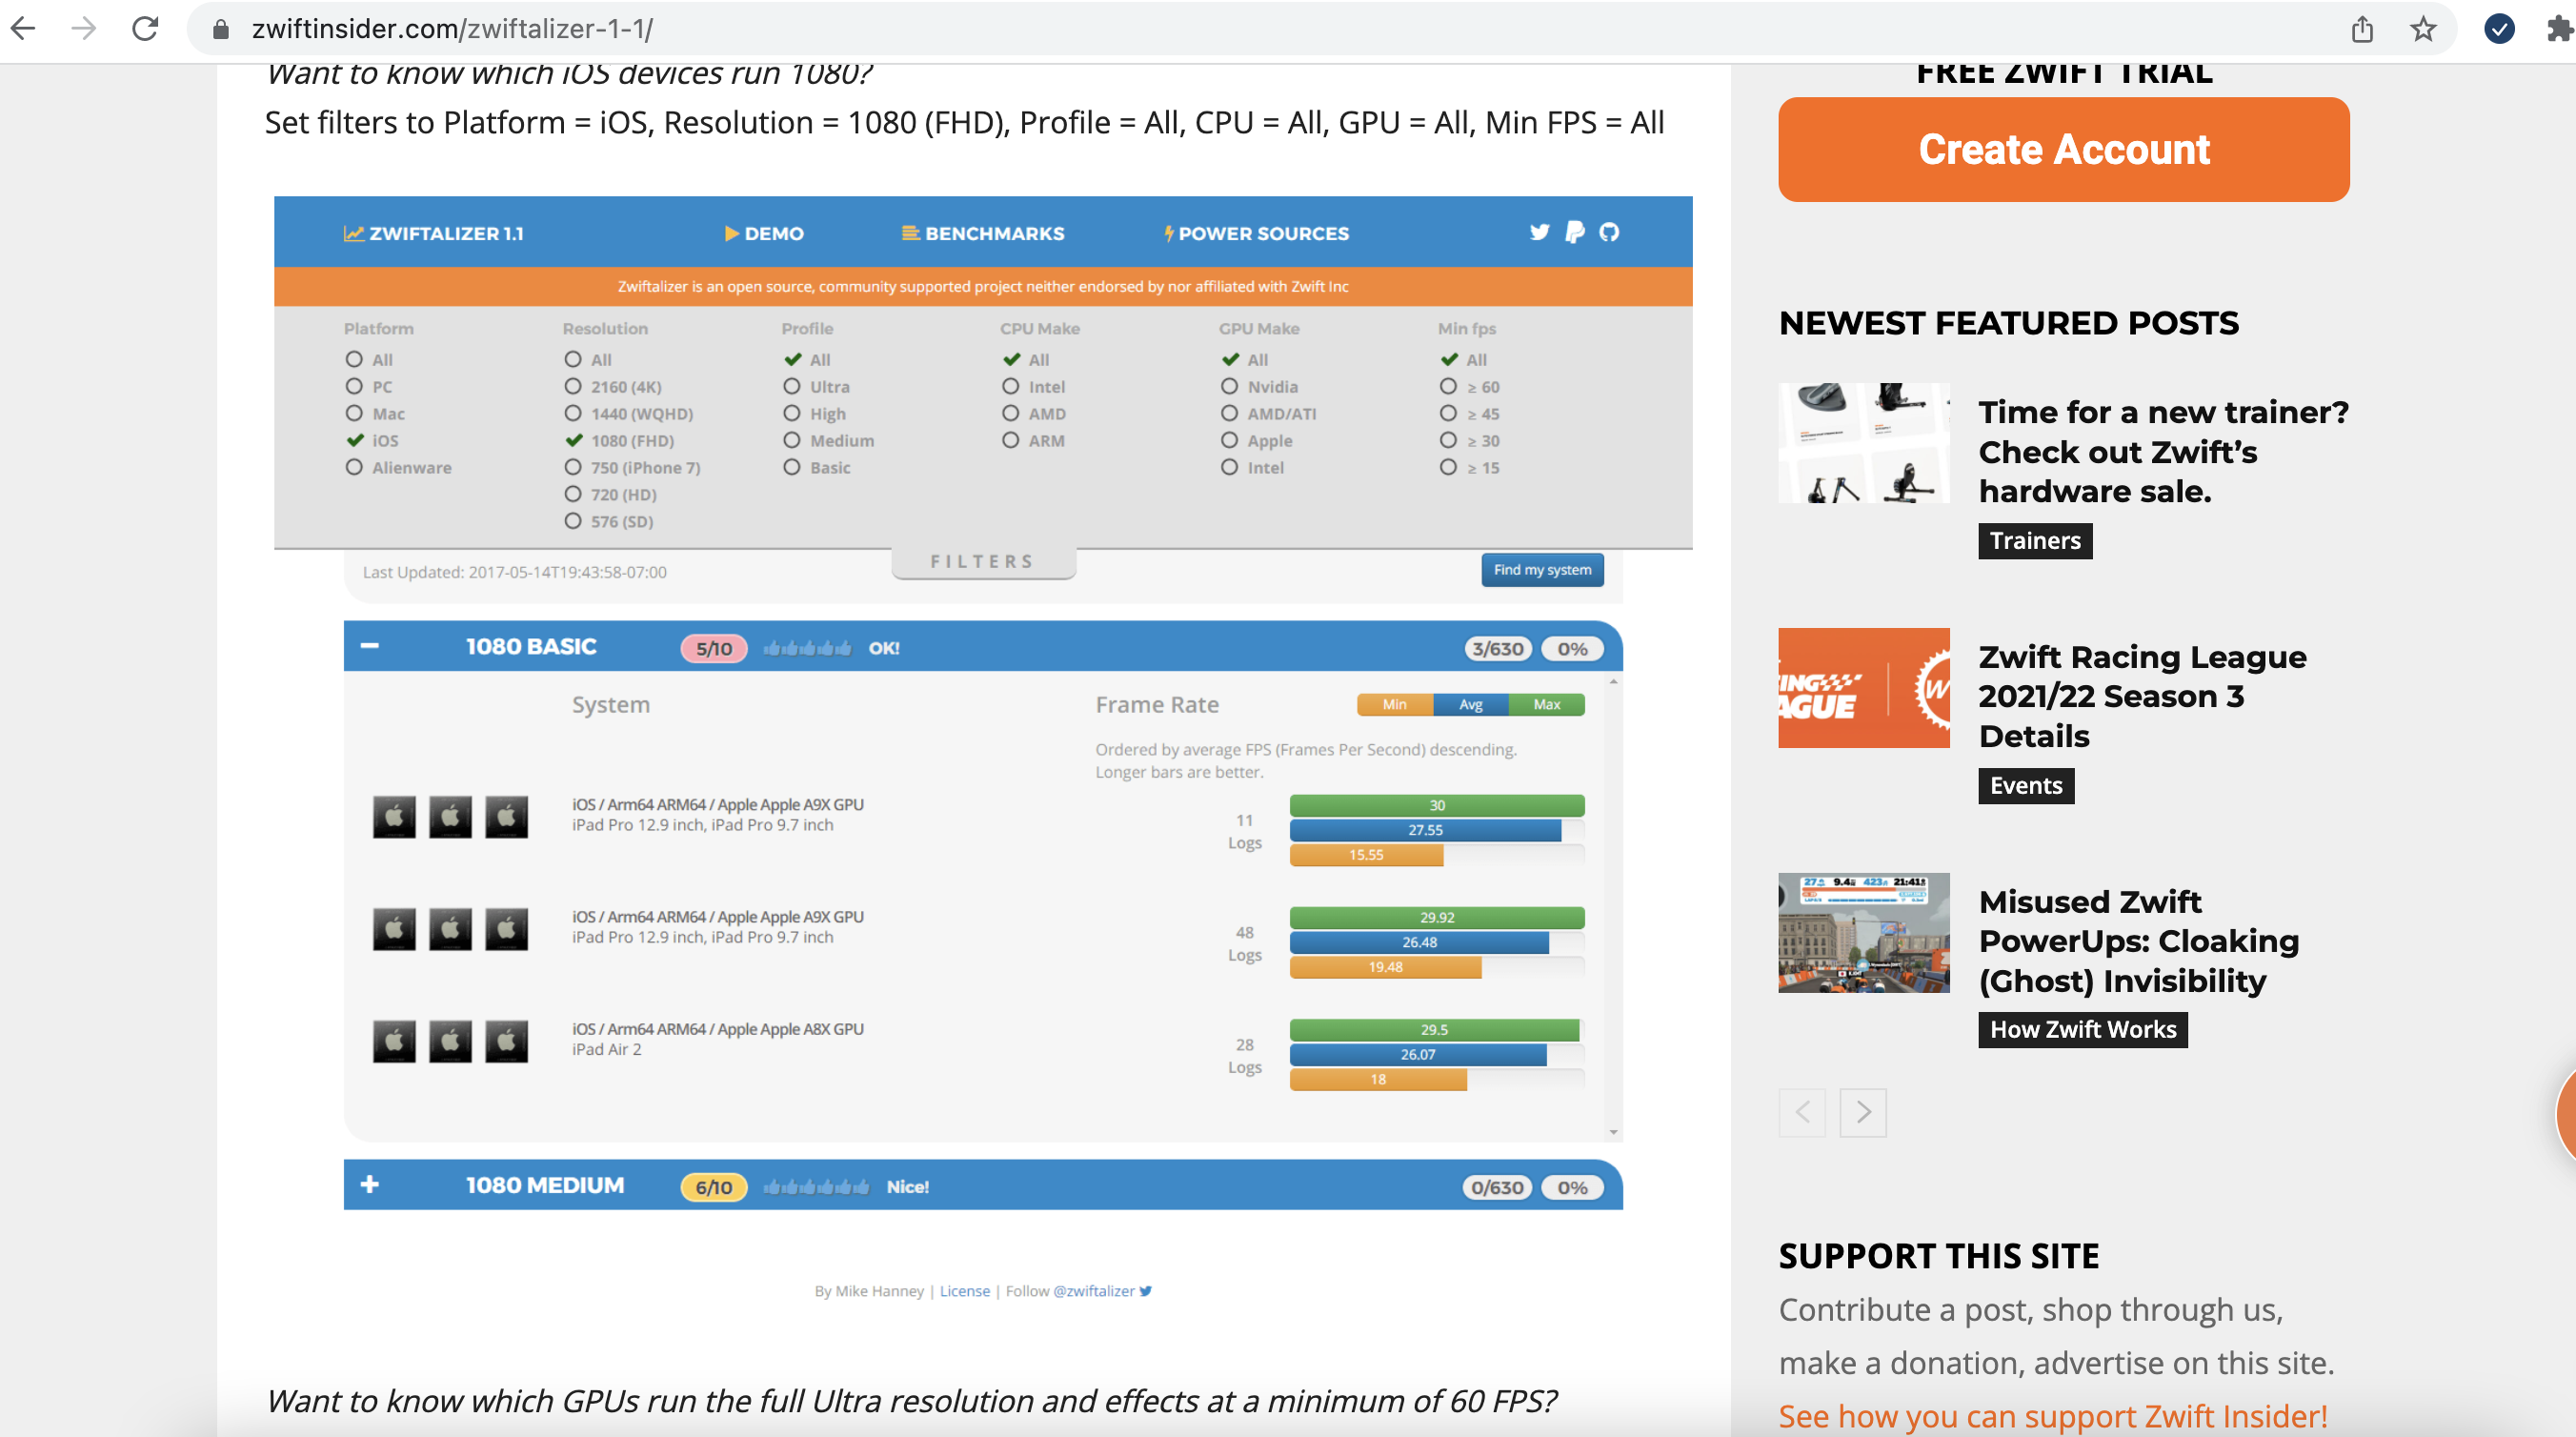 zwiftinsider.com/zwiftalizer-1-1/
Want to know which iOS devices run 1080?
Set filters to Platform = iOS, Resolution = 1080 (FHD), Profile = All, CPU = All, GPU = All, Min FPS = All
ZWIFTALIZER 1.1 DEMO BENCHMARKS POWER SOURCES
Zwiftalizer is an open source, community supported project neither endorsed by nor affiliated with Zwift Inc
Platform Resolution Profile CPU Make GPU Make Min fps
All All All All All All
PC 2160 (4K) Ultra Intel Nvidia ≥ 60
Mac 1440 (WQHD) High AMD AMD/ATI ≥ 45
iOS 1080 (FHD) Medium ARM Apple ≥ 30
Alienware 750 (iPhone 7) Basic Intel ≥ 15
720 (HD)
576 (SD)
FILTERS
Last Updated: 2017-05-14T19:43:58-07:00 Find my system
1080 BASIC 5/10 OK! 3/630 0%
System Frame Rate Min Avg Max
Ordered by average FPS (Frames Per Second) descending.
Longer bars are better.
iOS / Arm64 ARM64 / Apple Apple A9X GPU
iPad Pro 12.9 inch, iPad Pro 9.7 inch
11
Logs
30
27.55
15.55
iOS / Arm64 ARM64 / Apple Apple A9X GPU
iPad Pro 12.9 inch, iPad Pro 9.7 inch
48
Logs
29.92
26.48
19.48
iOS / Arm64 ARM64 / Apple Apple A8X GPU
iPad Air 2
28
Logs
29.5
26.07
18
1080 MEDIUM 6/10 Nice! 0/630 0%
By Mike Hanney | License | Follow @zwiftalizer
Want to know which GPUs run the full Ultra resolution and effects at a minimum of 60 FPS?
FREE ZWIFT TRIAL
Create Account
NEWEST FEATURED POSTS
Time for a new trainer?
Check out Zwift’s
hardware sale.
Trainers
ING
AGUE
W
Zwift Racing League
2021/22 Season 3
Details
Events
27 9.4 423 21:41
Misused Zwift
PowerUps: Cloaking
(Ghost) Invisibility
How Zwift Works
SUPPORT THIS SITE
Contribute a post, shop through us,
make a donation, advertise on this site.
See how you can support Zwift Insider!